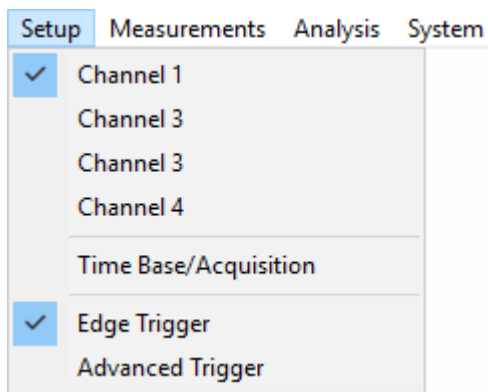 Setup Measurements Analysis System
Channel 1
Channel 3
Channel 3
Channel 4
Time Base/Acquisition
Edge Trigger
Advanced Trigger